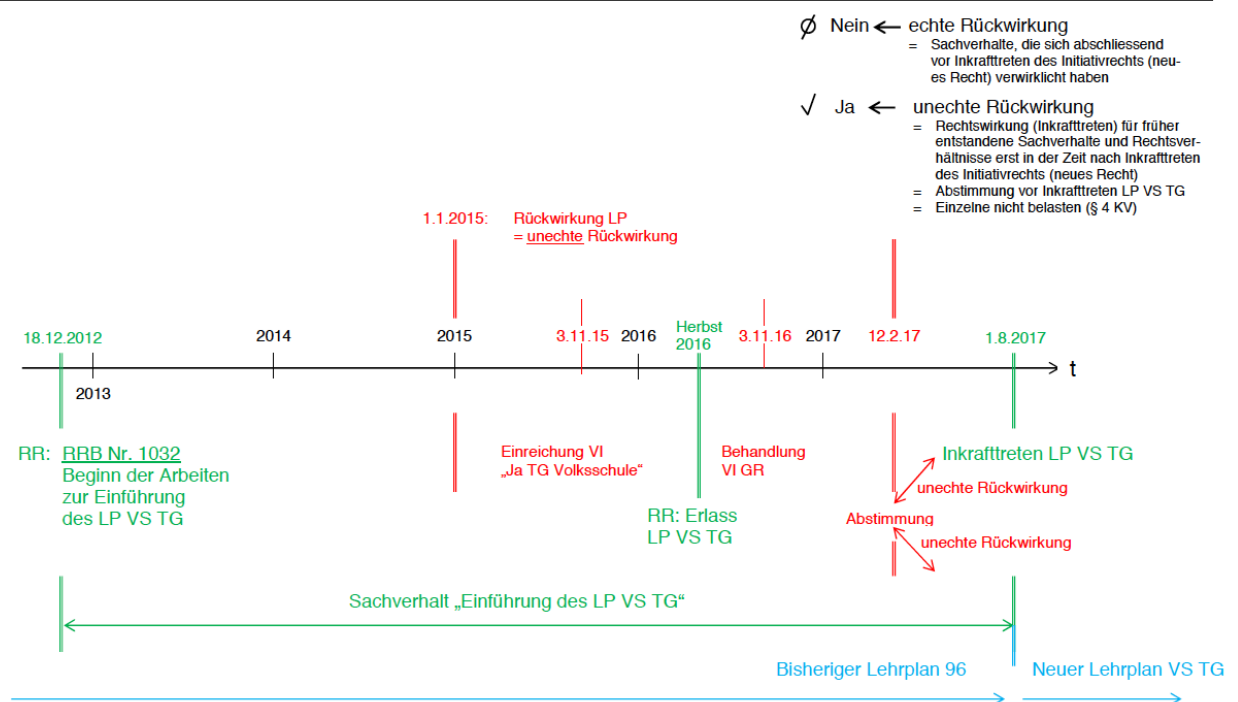 Ø Nein ← echte Rückwirkung
= Sachverhalte, die sich abschliessend
vor Inkrafttreten des Initiativrechts (neu-
es Recht) verwirklicht haben
√ Ja ← unechte Rückwirkung
= Rechtswirkung (Inkrafttreten) für früher
entstandene Sachverhalte und Rechtsver-
hältnisse erst in der Zeit nach Inkrafttreten
des Initiativrechts (neues Recht)
= Abstimmung vor Inkrafttreten LP VS TG
= Einzelne nicht belasten (§ 4 KV)
1.1.2015: Rückwirkung LP
= unechte Rückwirkung
18.12.2012
2013
2014
2015
3.11.15
2016
Herbst
2016
3.11.16
2017
12.2.17
1.8.2017
t
RR: RRB Nr. 1032
Beginn der Arbeiten
zur Einführung
des LP VS TG
Einreichung VI
„Ja TG Volksschule“
RR: Erlass
LP VS TG
Behandlung
VI GR
Inkrafttreten LP VS TG
unechte Rückwirkung
Abstimmung
unechte Rückwirkung
Sachverhalt „Einführung des LP VS TG“
Bisheriger Lehrplan 96
Neuer Lehrplan VS TG